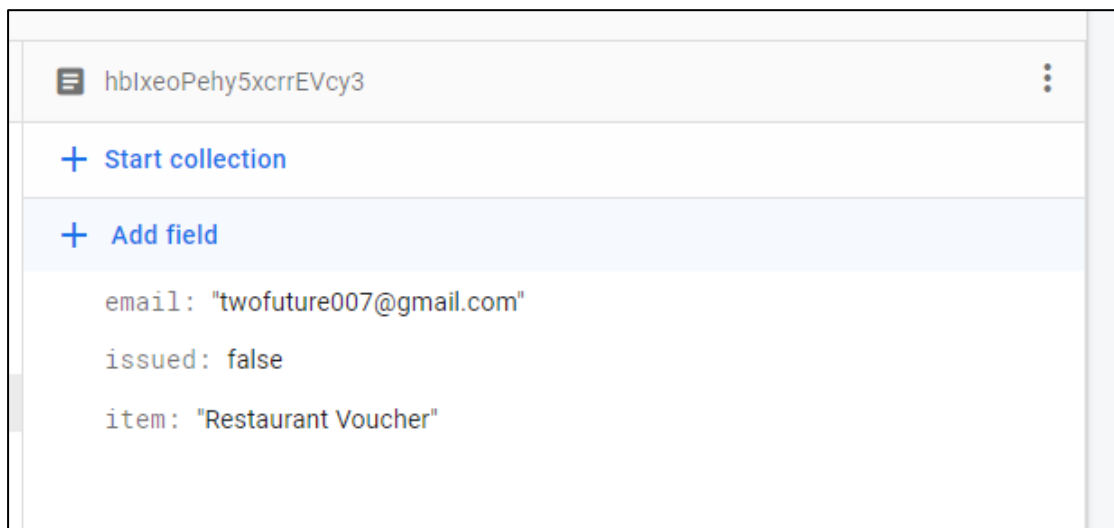 hbIxeoPehy5xcrrEVcy3
Start collection
Add field
email: "twofuture007@gmail.com"
issued: false
item: "Restaurant Voucher"